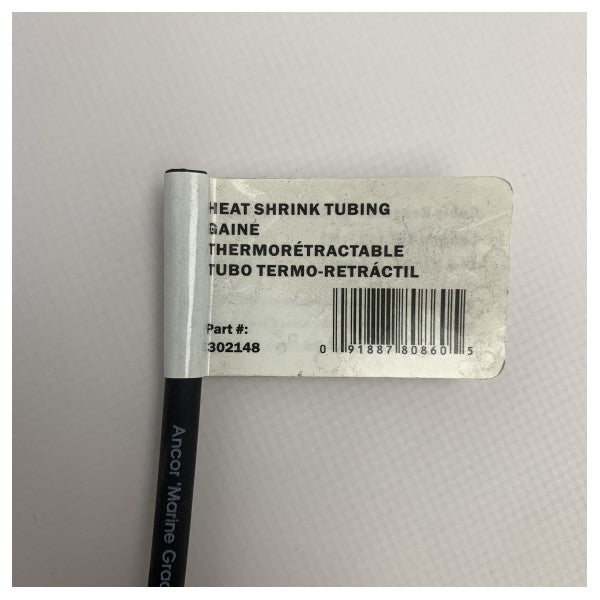 HEAT SHRINK TUBING
GAINE
THERMORÉTRACTABLE
TUBO TERMO-RETRÁCTIL
Part #:
302148
0 91887 80860 5
Ancor 'Marine Grad